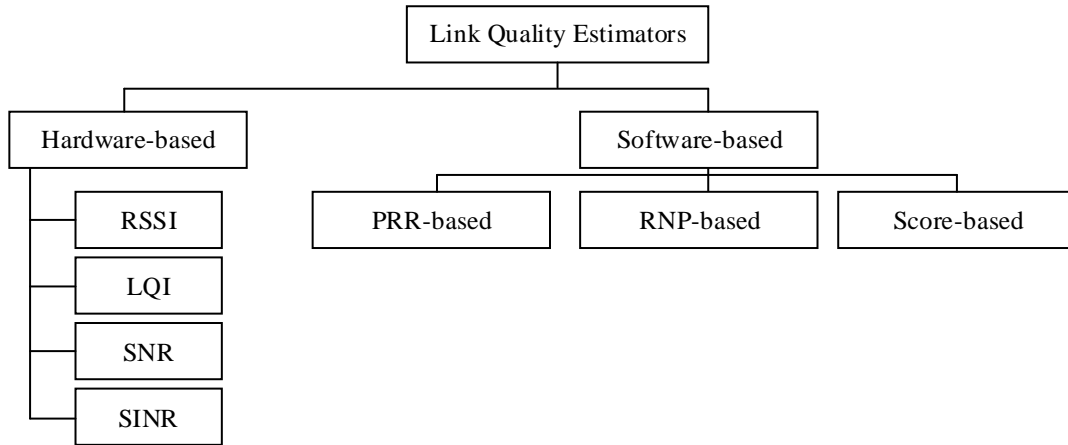 Link Quality Estimators
Hardware-based
Software-based
RSSI
LQI
SNR
SINR
PRR-based
RNP-based
Score-based